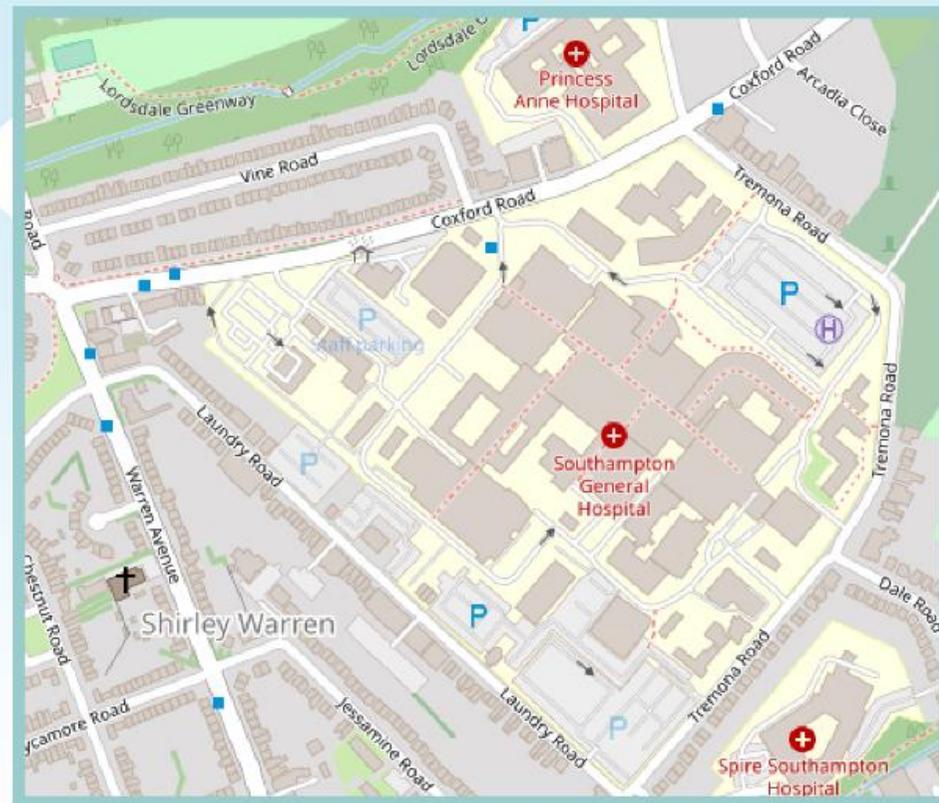 Lordsdale G
Lordsdale Greenway
P
Princess
Anne Hospital
Coxford Road
Arcadia Close
Vine Road
Road
Coxford Road
Tremona Road
P
H
P
Staff parking
Laundry Road
P
Tremona Road
Southampton
General
Hospital
Warren Avenue
Chestnut Road
Shirley Warren
P
Dale Road
Tremona Road
Laundry Road
P
ycamore Road
Jessamine Road
Spire Southampton
Hospital